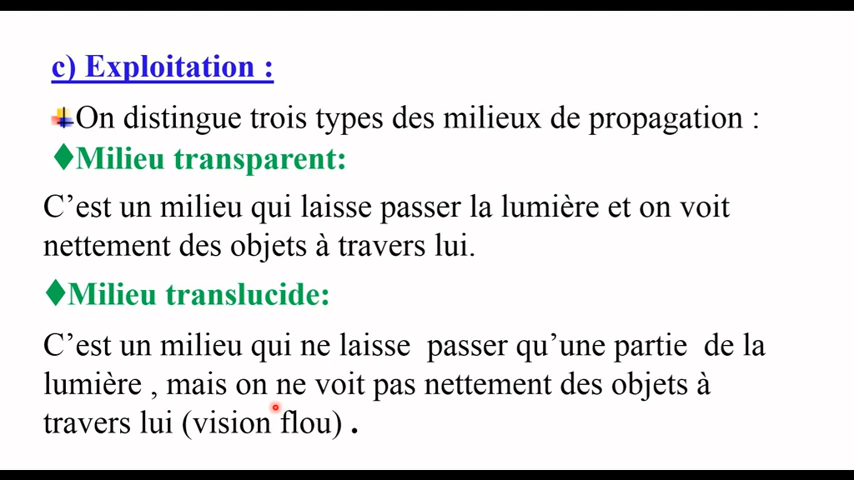 c) Exploitation :
On distingue trois types des milieux de propagation :
♦Milieu transparent:
C’est un milieu qui laisse passer la lumière et on voit
nettement des objets à travers lui.
♦Milieu translucide:
C’est un milieu qui ne laisse passer qu’une partie de la
lumière , mais on ne voit pas nettement des objets à
travers lui (vision flou) .